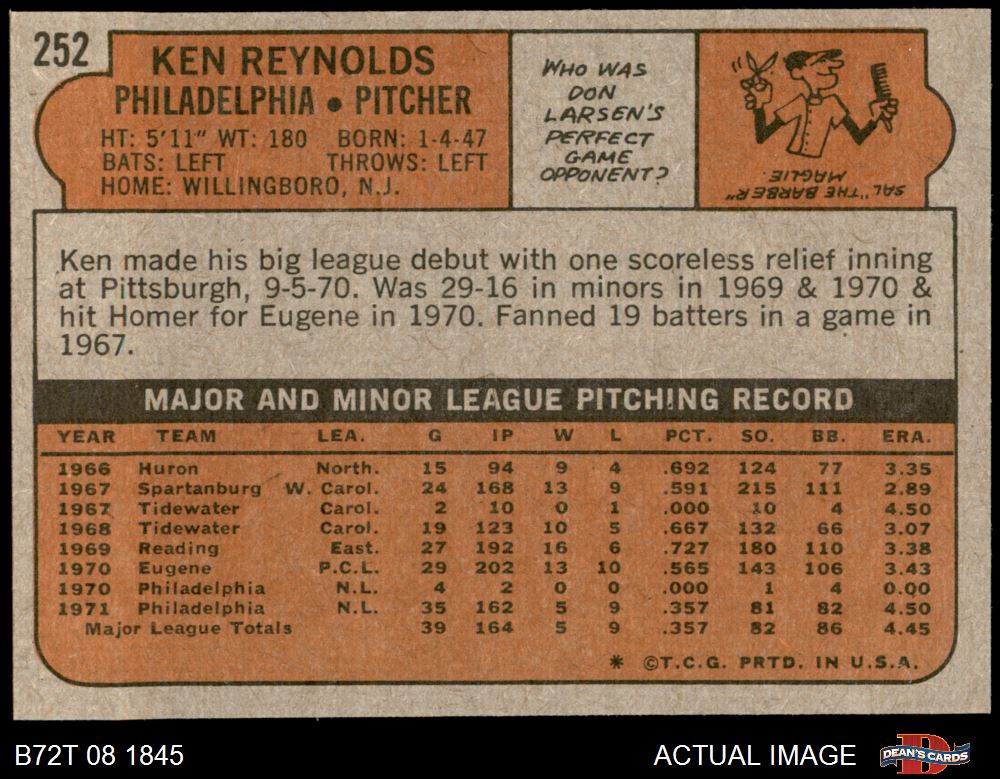 252
KEN REYNOLDS
PHILADELPHIA • PITCHER
HT: 5'11" WT: 180 BORN: 1-4-47
BATS: LEFT THROWS: LEFT
HOME: WILLINGBORO, N.J.
WHO WAS
DON
LARSEN'S
PERFECT
GAME
OPPONENT?
SAL "THE BARBER"
MAGLIE.
Ken made his big league debut with one scoreless relief inning
at Pittsburgh, 9-5-70. Was 29-16 in minors in 1969 & 1970 &
hit Homer for Eugene in 1970. Fanned 19 batters in a game in
1967.
MAJOR AND MINOR LEAGUE PITCHING RECORD
YEAR TEAM LEA. G IP W L PCT. SO. BB. ERA.
1966 Huron North. 15 94 9 4 .692 124 77 3.35
1967 Spartanburg W. Carol. 24 168 13 9 .591 215 111 2.89
1967 Tidewater Carol. 2 10 0 1 .000 10 4 4.50
1968 Tidewater Carol. 19 123 10 5 .667 132 66 3.07
1969 Reading East. 27 192 16 6 .727 180 110 3.38
1970 Eugene P.C.L. 29 202 13 10 .565 143 106 3.43
1970 Philadelphia N.L. 4 2 0 0 .000 1 4 0.00
1971 Philadelphia N.L. 35 162 5 9 .357 81 82 4.50
Major League Totals 39 164 5 9 .357 82 86 4.45
* ©T.C.G. PRTD. IN U.S.A.
B72T 08 1845 ACTUAL IMAGE DEAN'S CARDS